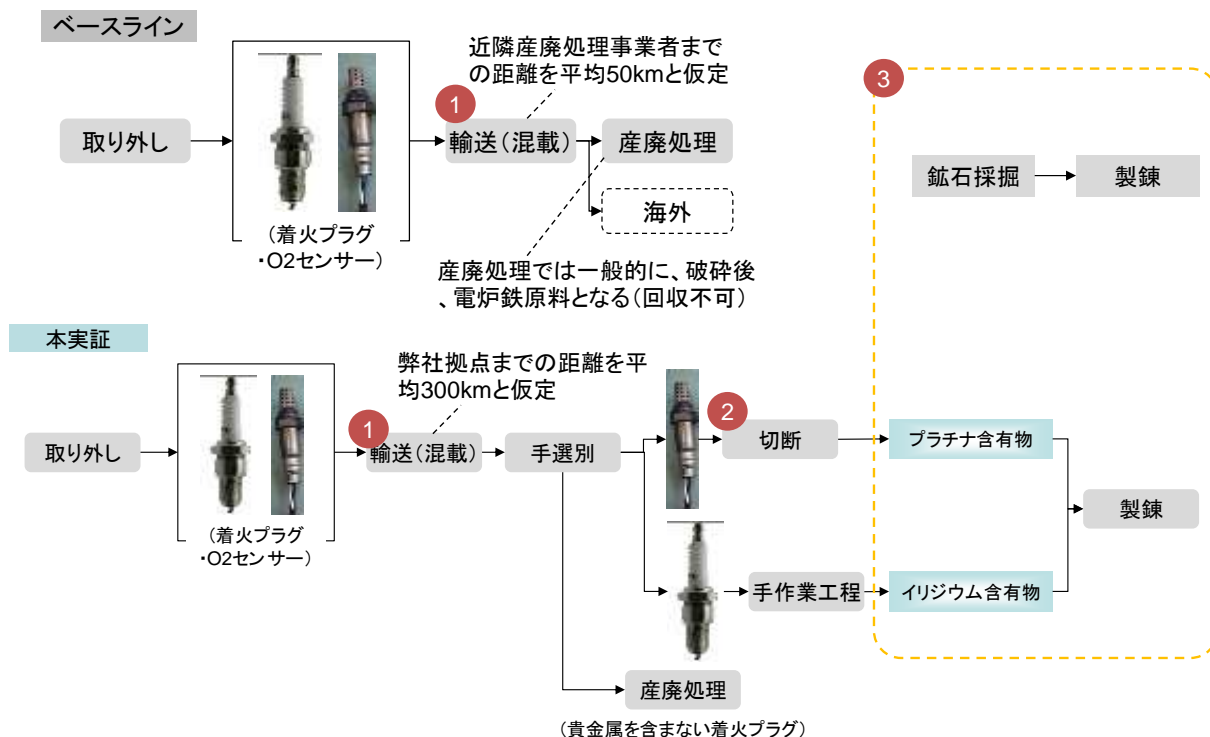 ベースライン
近隣産廃処理事業者まで
の距離を平均50kmと仮定
3
1
取り外し
輸送(混載)
産廃処理
鉱石採掘
製錬
海外
(着火プラグ
・O2センサー)
産廃処理では一般的に、破砕後
、電炉鉄原料となる(回収不可)
本実証
弊社拠点までの距離を平
均300kmと仮定
1
2
取り外し
輸送(混載)
手選別
切断
プラチナ含有物
製錬
(着火プラグ
・O2センサー)
手作業工程
イリジウム含有物
産廃処理
(貴金属を含まない着火プラグ)